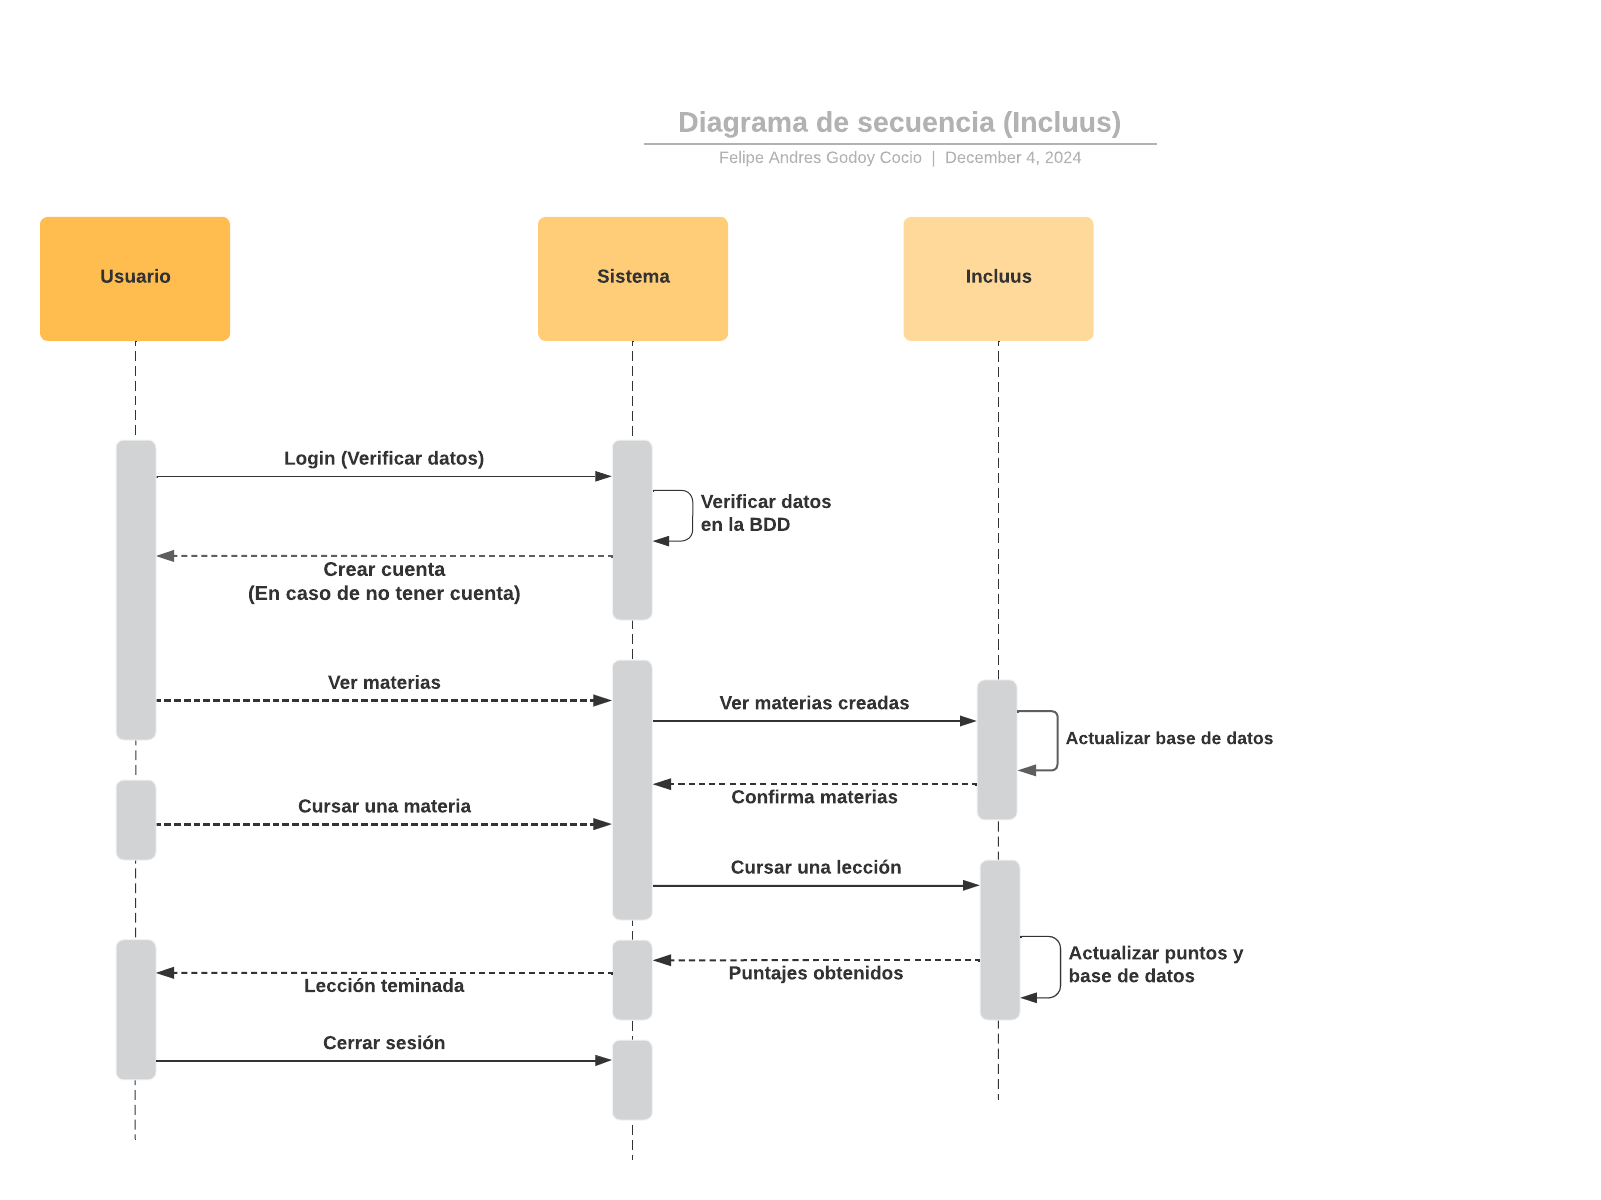 Diagrama de secuencia (Incluus)
Felipe Andres Godoy Cocio | December 4, 2024
Usuario
Sistema
Incluus
Login (Verificar datos)
Verificar datos
en la BDD
Crear cuenta
(En caso de no tener cuenta)
Ver materias
Ver materias creadas
Actualizar base de datos
Confirma materias
Cursar una materia
Cursar una lección
Actualizar puntos y
base de datos
Puntajes obtenidos
Lección teminada
Cerrar sesión